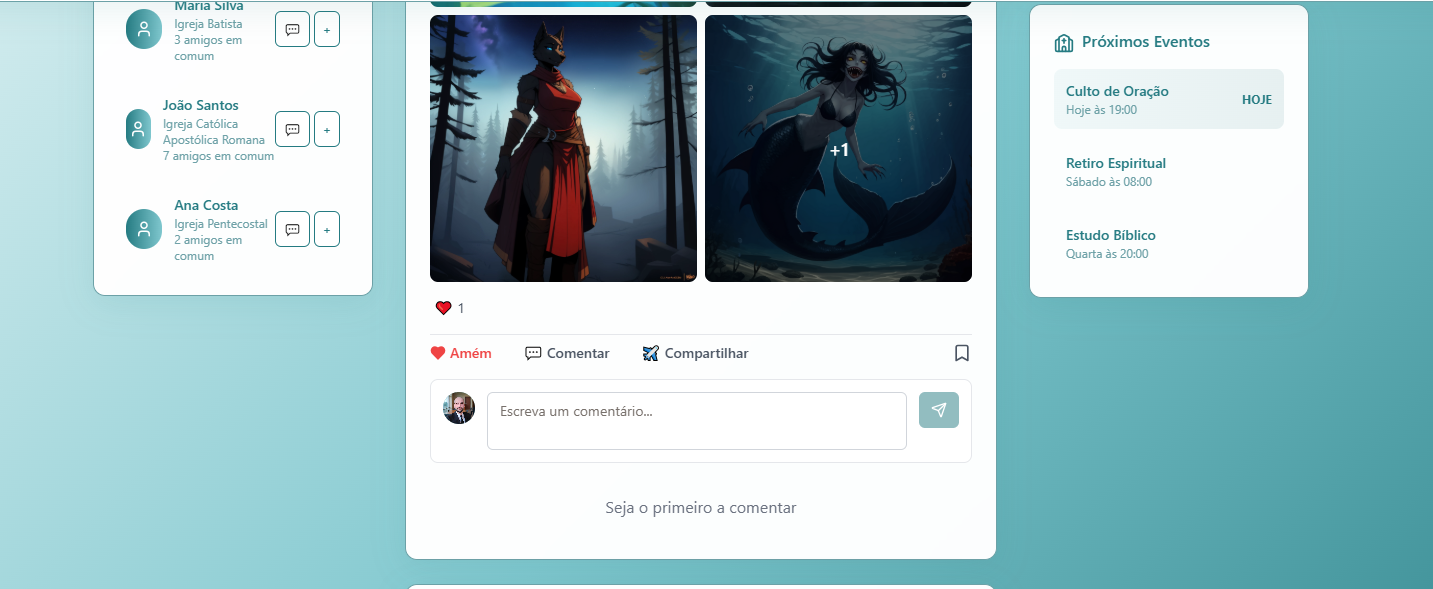 Maria Silva
Igreja Batista
3 amigos em
comum
+
João Santos
Igreja Católica
Apostólica Romana
7 amigos em comum
+
Ana Costa
Igreja Pentecostal
2 amigos em
comum
+
+1
1
Amém
Comentar
Compartilhar
Escreva um comentário...
Seja o primeiro a comentar
Próximos Eventos
Culto de Oração
Hoje às 19:00
HOJE
Retiro Espiritual
Sábado às 08:00
Estudo Bíblico
Quarta às 20:00